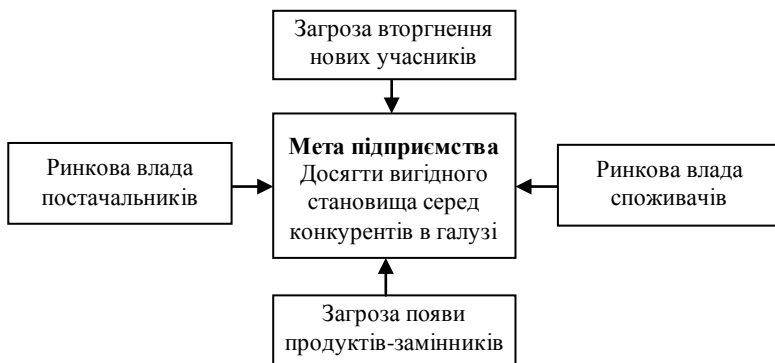 Загроза вторгнення
нових учасників
Ринкова влада
постачальників
Мета підприємства
Досягти вигідного
становища серед
конкурентів в галузі
Ринкова влада
споживачів
Загроза появи
продуктів-замінників